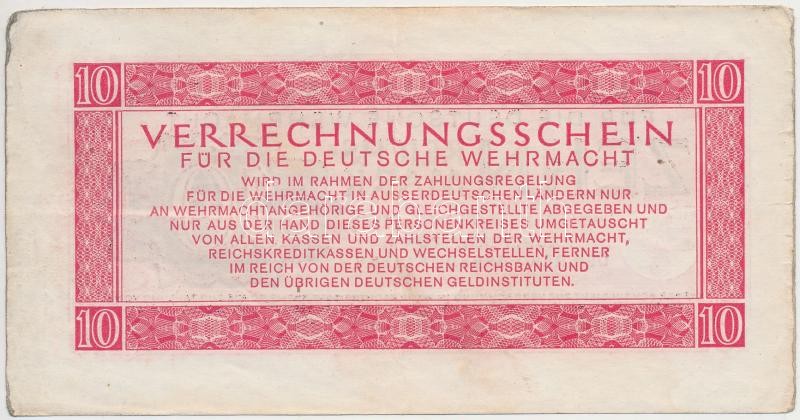 10 10
VERRECHNUNGSSCHEIN
FÜR DIE DEUTSCHE WEHRMACHT
WIRD IM RAHMEN DER ZAHLUNGSREGELUNG
FÜR DIE WEHRMACHT IN AUSSERDEUTSCHEN LÄNDERN NUR
AN WEHRMACHTANGEHÖRIGE UND GLEICHGESTELLTE ABGEGEBEN UND
NUR AUS DER HAND DIESES PERSONENKREISES UMGETAUSCHT
VON ALLEN KASSEN UND ZAHLSTELLEN DER WEHRMACHT,
REICHSKREDITKASSEN UND WECHSELSTELLEN, FERNER
IM REICH VON DER DEUTSCHEN REICHSBANK UND
DEN ÜBRIGEN DEUTSCHEN GELDINSTITUTEN.
10 10